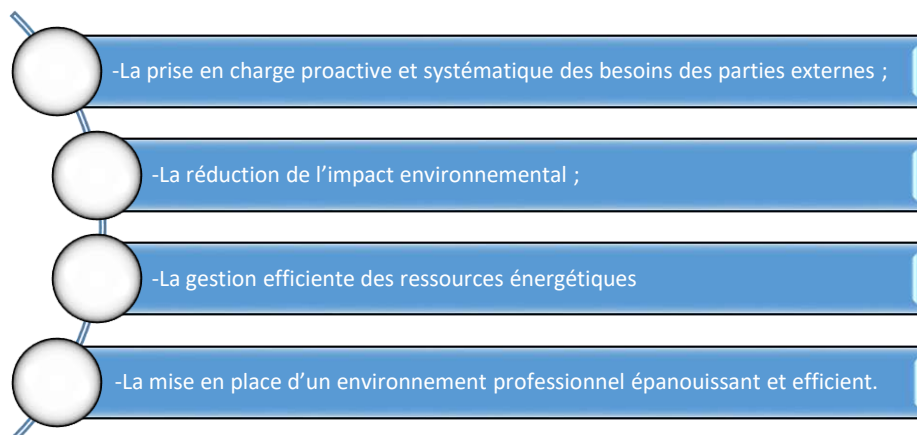 -La prise en charge proactive et systématique des besoins des parties externes ;
-La réduction de l’impact environnemental ;
-La gestion efficiente des ressources énergétiques
-La mise en place d’un environnement professionnel épanouissant et efficient.